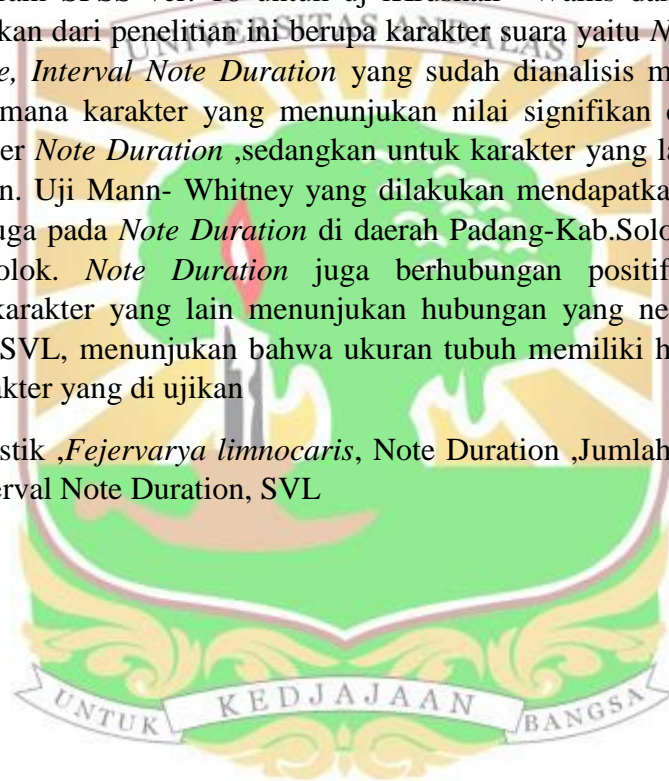 SPSS ver. 16 untuk uji Kruskall - Wallis
kan dari penelitian ini berupa karakter suara yaitu N
UNIVERSITAS ANDALAS
e, Interval Note Duration yang sudah dianalisis m
mana karakter yang menunjukan nilai signifikan
er Note Duration ,sedangkan untuk karakter yang la
n. Uji Mann- Whitney yang dilakukan mendapatka
uga pada Note Duration di daerah Padang-Kab.Solo
olok. Note Duration juga berhubungan positif
karakter yang lain menunjukan hubungan yang ne
SVL, menunjukan bahwa ukuran tubuh memiliki h
akter yang di ujikan
stik ,Fejervarya limnocaris, Note Duration ,Jumlah
erval Note Duration, SVL
UNTUK KEDJAJAAN BANGSA